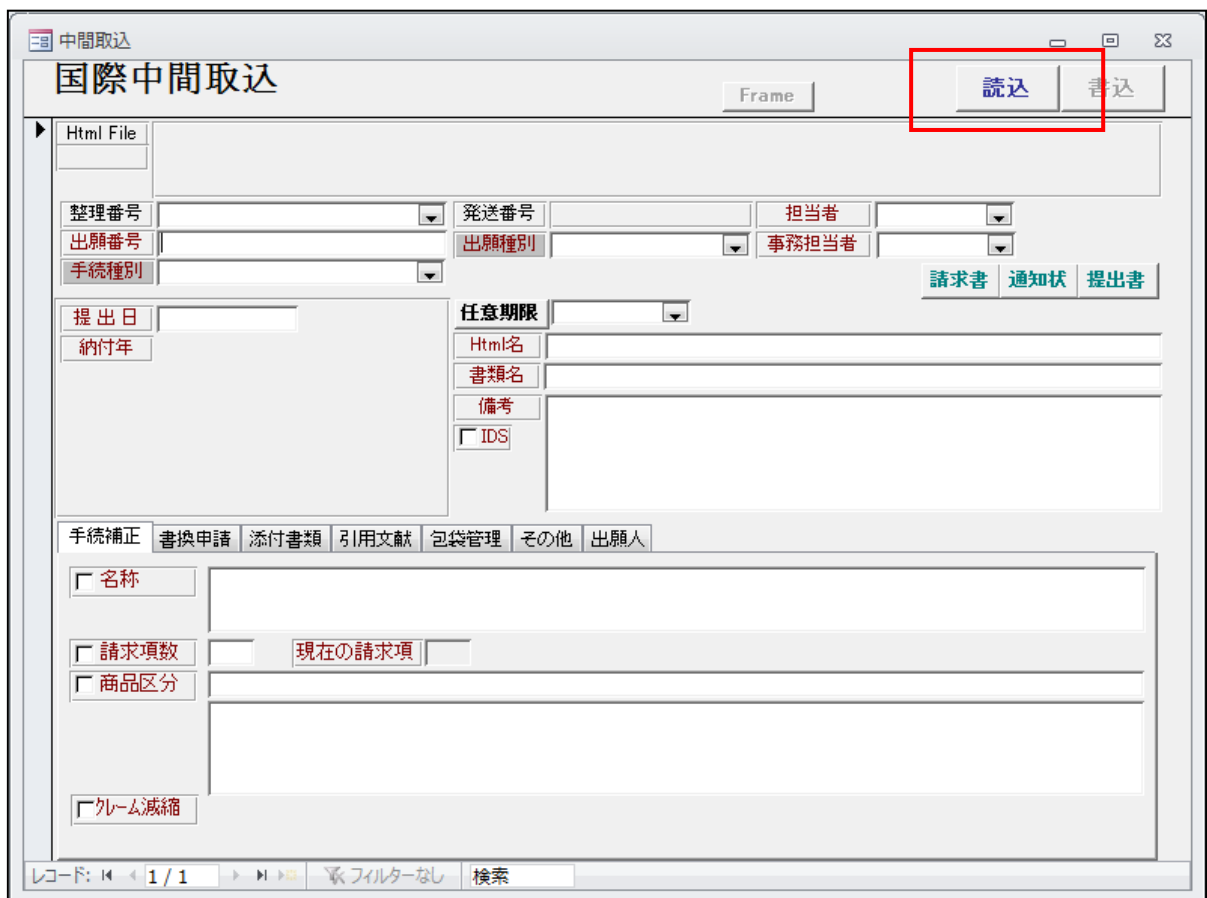 中間取込
国際中間取込
Frame
読込
書込
Html File
整理番号
発送番号
担当者
出願番号
出願種別
事務担当者
手続種別
請求書
通知状
提出書
提出日
任意期限
納付年
Html名
書類名
備考
IDS
手続補正
書換申請
添付書類
引用文献
包袋管理
その他
出願人
名称
請求項数
現在の請求項
商品区分
クレーム減縮
レコード: 1 / 1 フィルターなし 検索